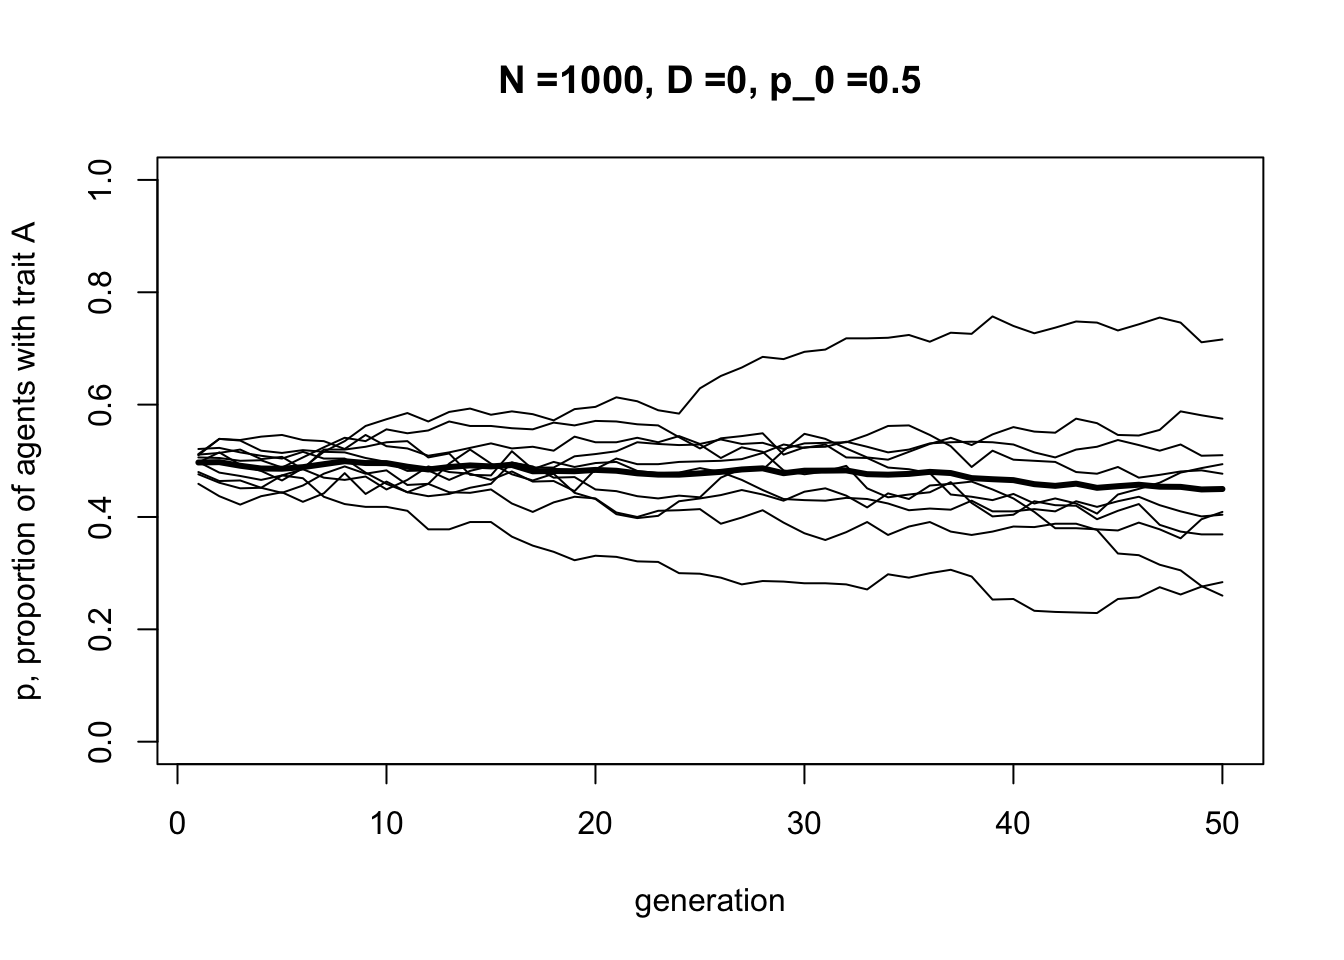 N =1000, D =0, p_0 =0.5
p, proportion of agents with trait A
1.0
0.8
0.6
0.4
0.2
0.0
0 10 20 30 40 50
generation